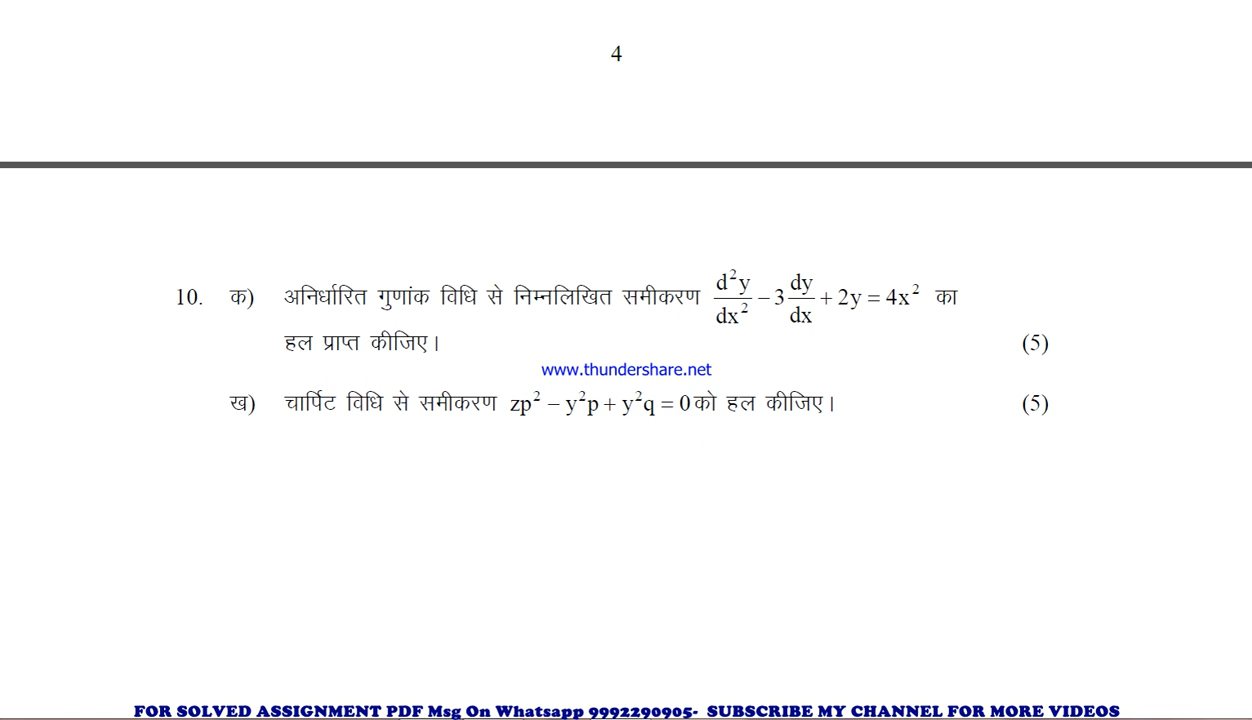 4
10. क) अनिर्धारित गुणांक विधि से निम्नलिखित समीकरण d²y/dx² − 3 dy/dx + 2y = 4x² का
हल प्राप्त कीजिए। (5)
www.thundershare.net
ख) चार्पिट विधि से समीकरण zp² − y²p + y²q = 0 को हल कीजिए। (5)
FOR SOLVED ASSIGNMENT PDF Msg On Whatsapp 9992290905- SUBSCRIBE MY CHANNEL FOR MORE VIDEOS